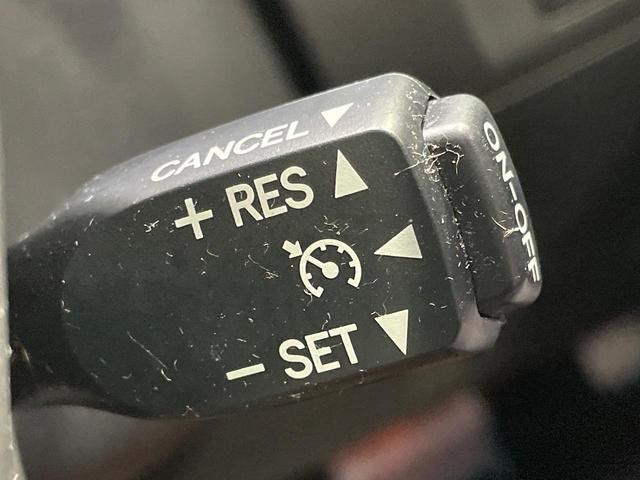 CANCEL
+ RES
- SET
ON-OFF